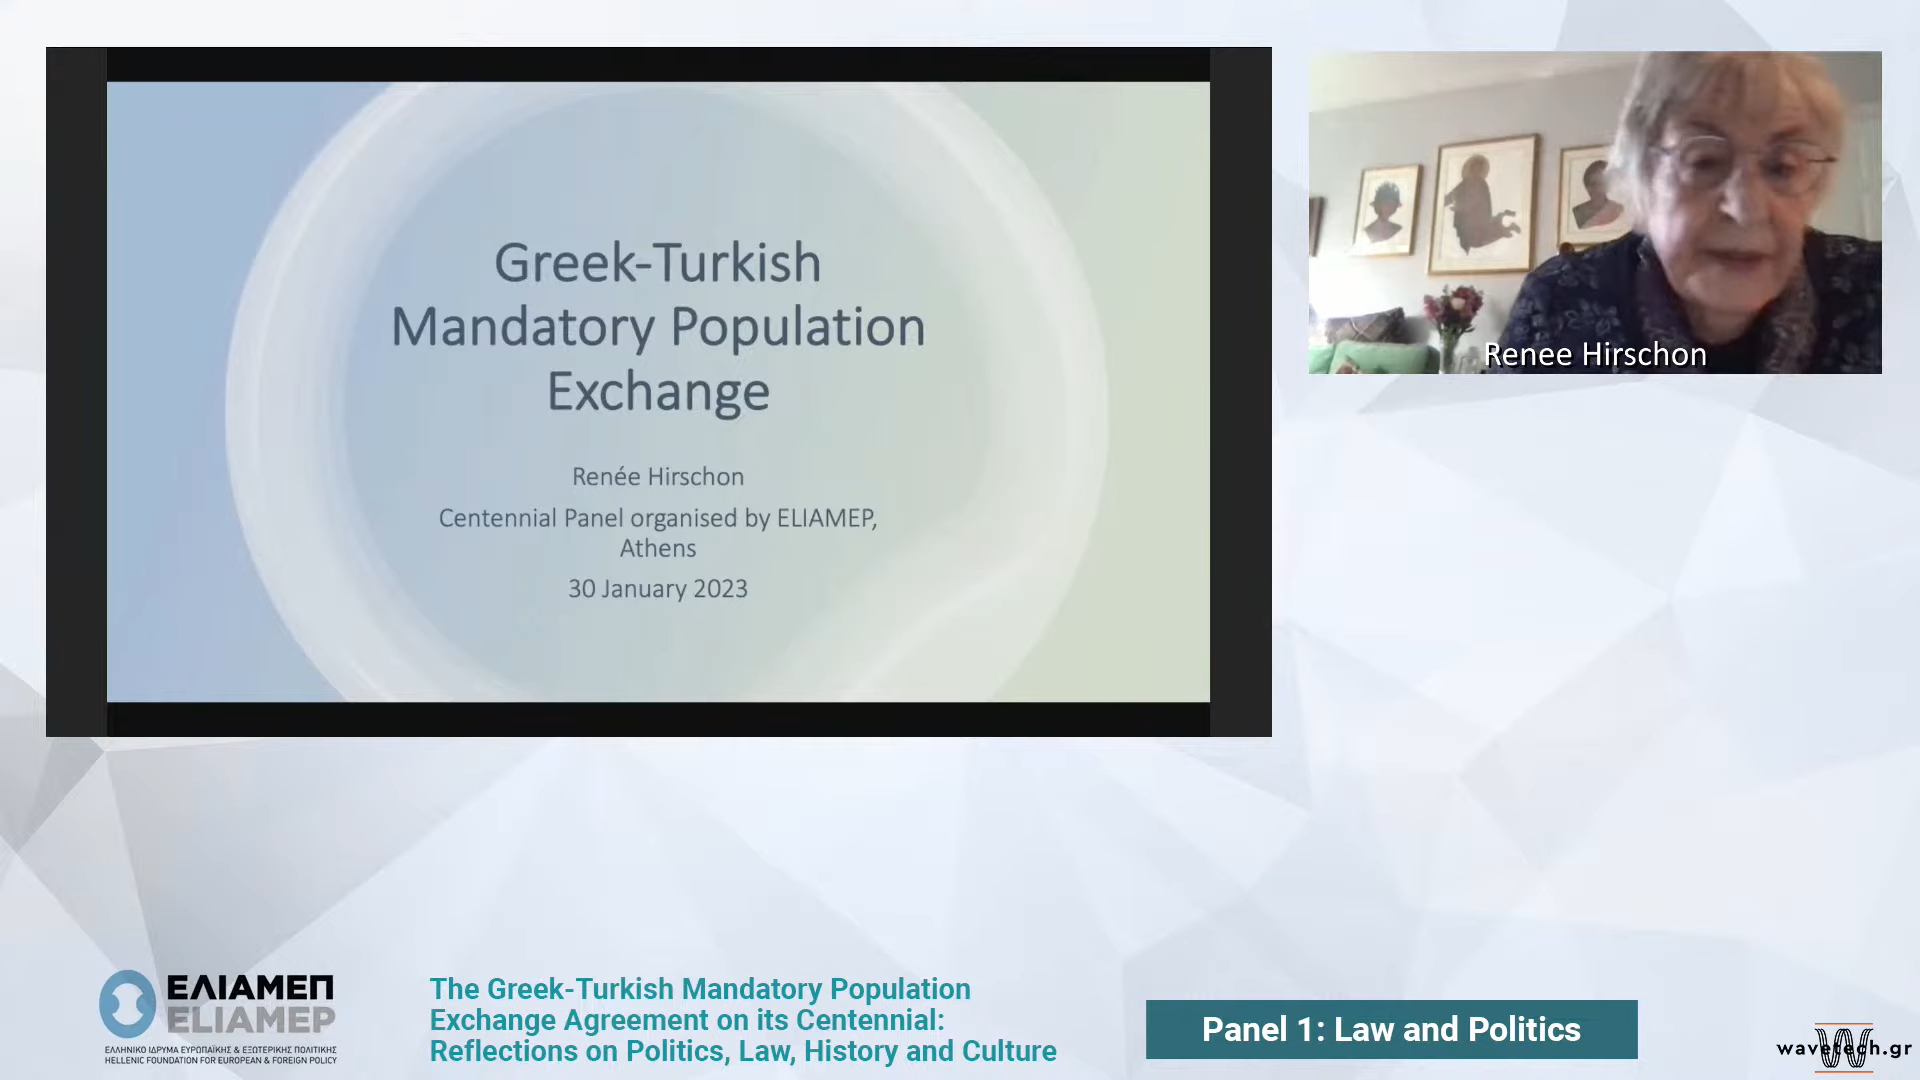 Greek-Turkish
Mandatory Population
Exchange
Renée Hirschon
Centennial Panel organised by ELIAMEP,
Athens
30 January 2023
Renee Hirschon
ΕΛΙΑΜΕΠ
ELIAMEP
ΕΛΛΗΝΙΚΟ ΙΔΡΥΜΑ ΕΥΡΩΠΑΪΚΗΣ & ΕΞΩΤΕΡΙΚΗΣ ΠΟΛΙΤΙΚΗΣ
HELLENIC FOUNDATION FOR EUROPEAN & FOREIGN POLICY
The Greek-Turkish Mandatory Population
Exchange Agreement on its Centennial:
Reflections on Politics, Law, History and Culture
Panel 1: Law and Politics
wavetech.gr